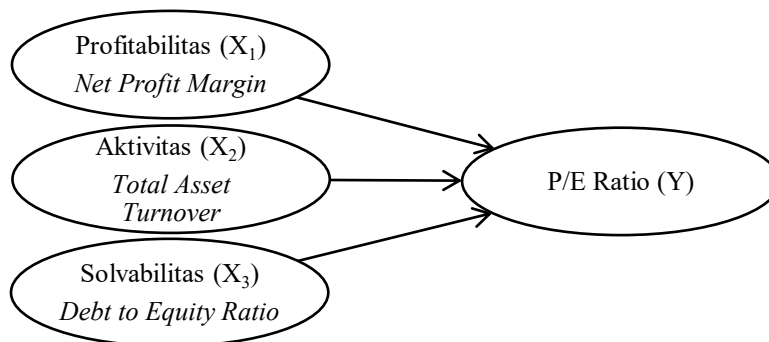 Profitabilitas (X₁)
Net Profit Margin
Aktivitas (X₂)
Total Asset
Turnover
P/E Ratio (Y)
Solvabilitas (X₃)
Debt to Equity Ratio